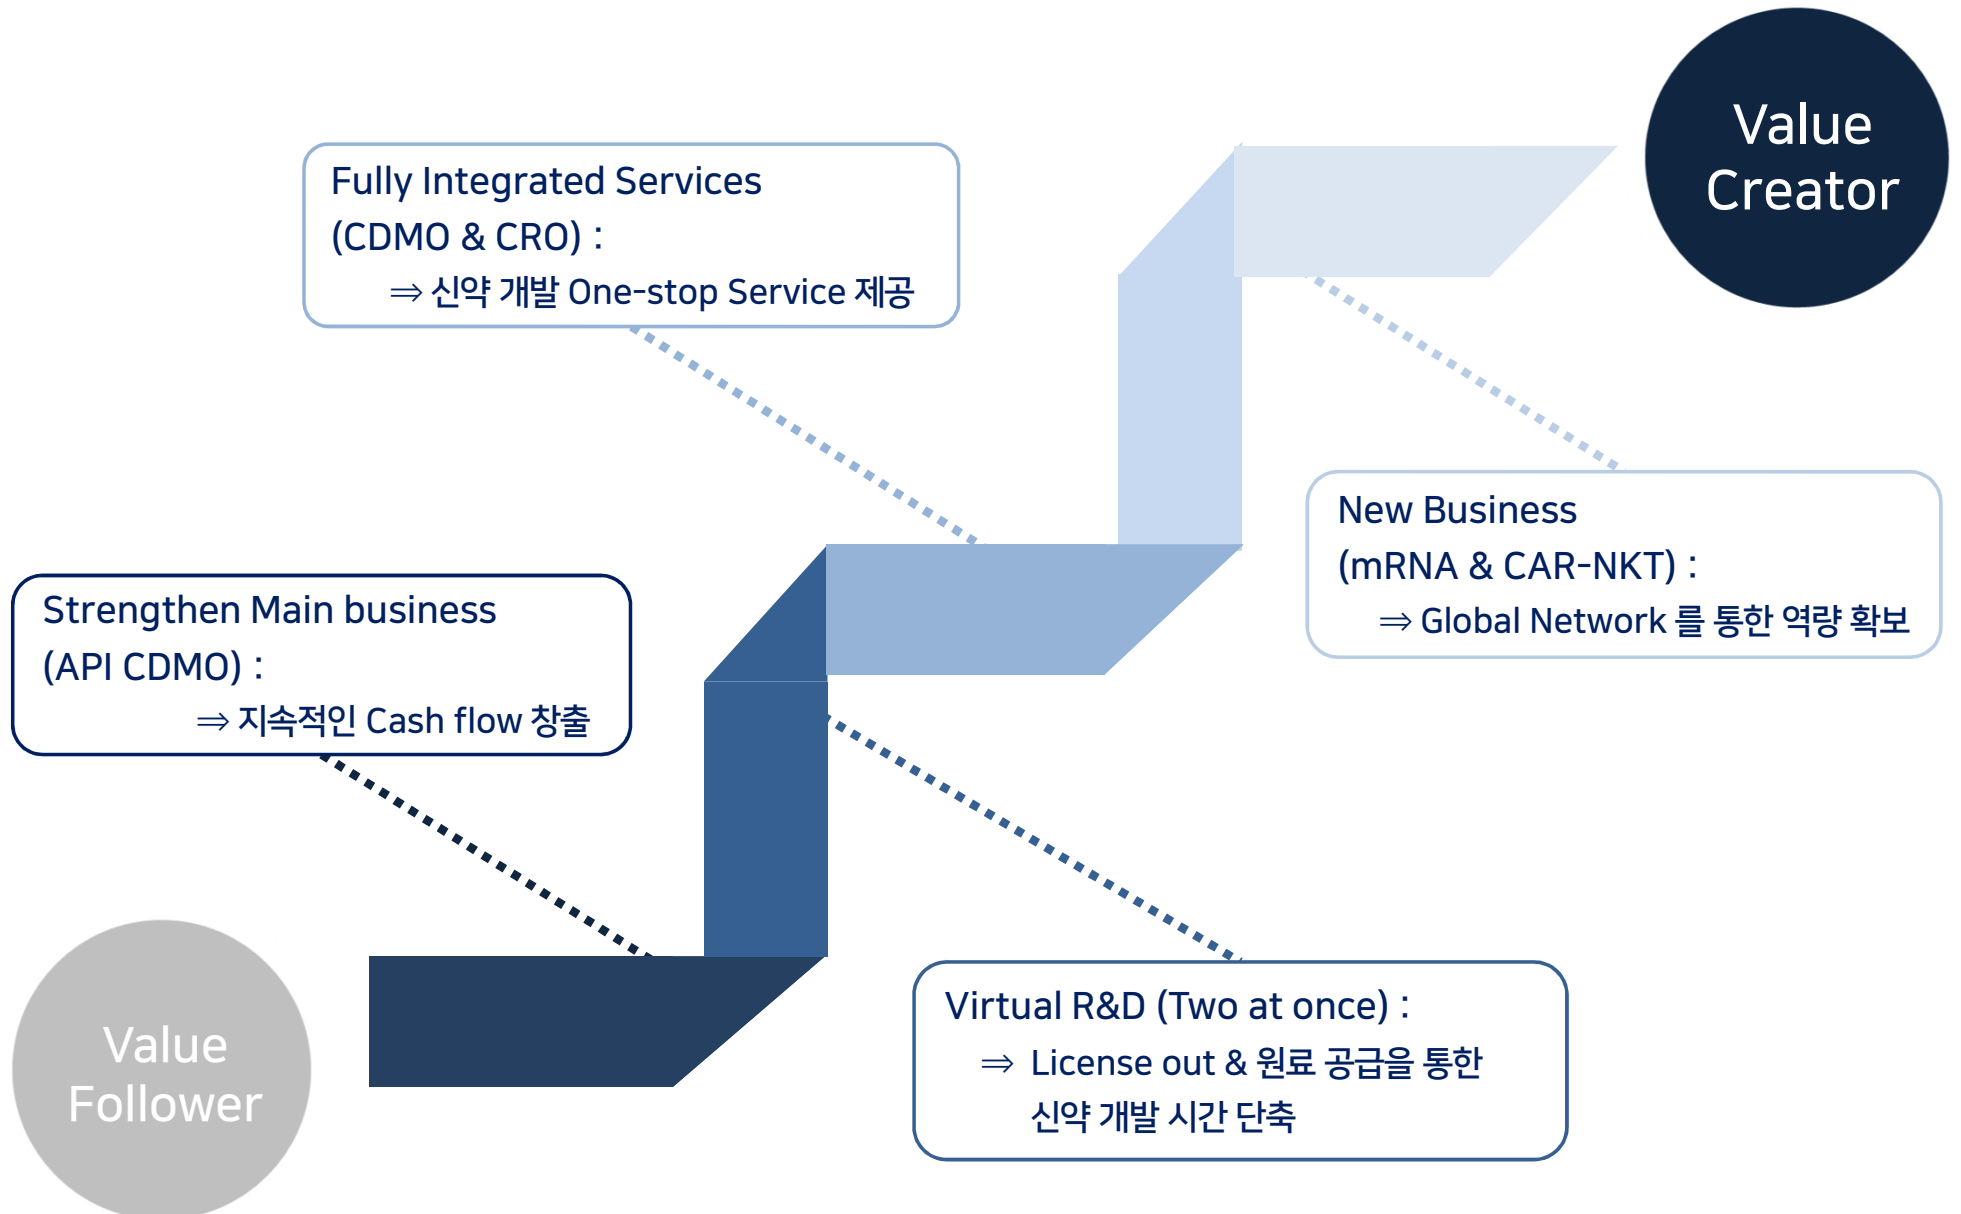 Value
Creator
Fully Integrated Services
(CDMO & CRO) :
⇒ 신약 개발 One-stop Service 제공
New Business
(mRNA & CAR-NKT) :
⇒ Global Network 를 통한 역량 확보
Strengthen Main business
(API CDMO) :
⇒ 지속적인 Cash flow 창출
Virtual R&D (Two at once) :
⇒ License out & 원료 공급을 통한
신약 개발 시간 단축
Value
Follower